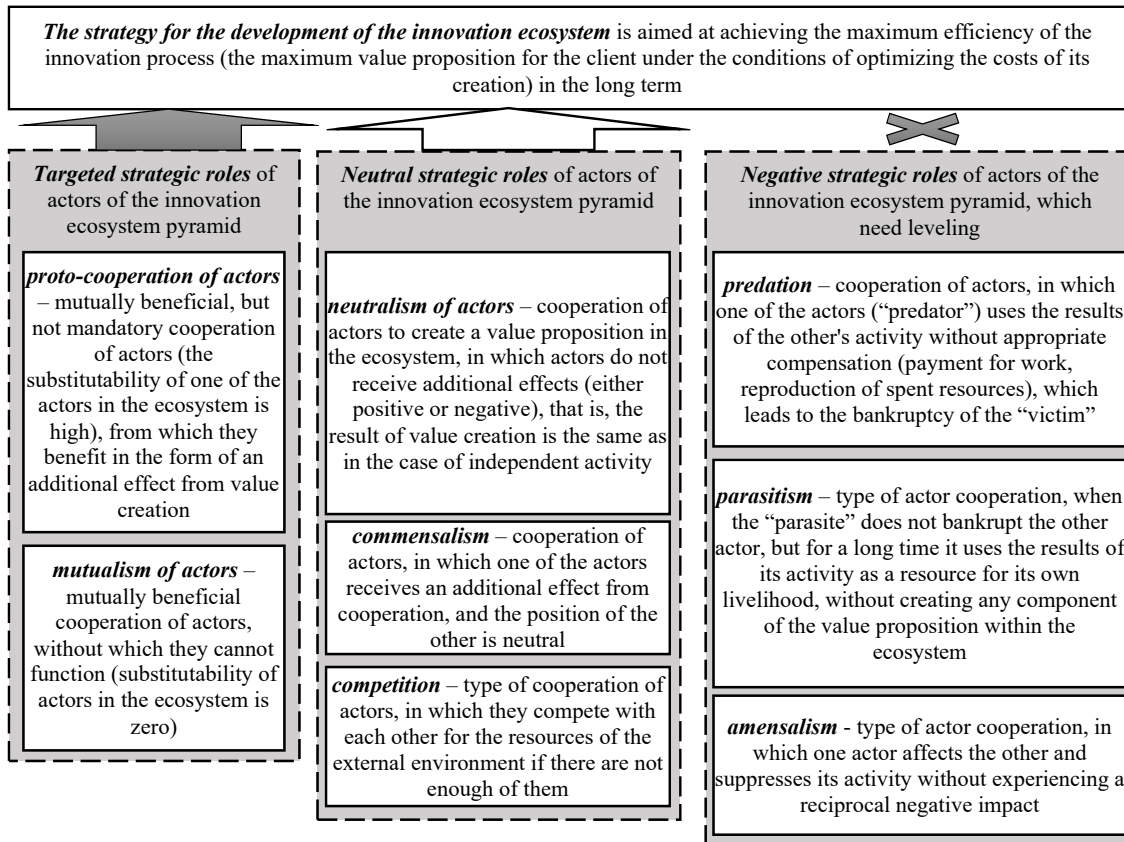 The strategy for the development of the innovation ecosystem is aimed at achieving the maximum efficiency of the
innovation process (the maximum value proposition for the client under the conditions of optimizing the costs of its
creation) in the long term
Targeted strategic roles of
actors of the innovation
ecosystem pyramid
proto-cooperation of actors
– mutually beneficial, but
not mandatory cooperation
of actors (the
substitutability of one of the
actors in the ecosystem is
high), from which they
benefit in the form of an
additional effect from value
creation
mutualism of actors –
mutually beneficial
cooperation of actors,
without which they cannot
function (substitutability of
actors in the ecosystem is
zero)
Neutral strategic roles of actors of
the innovation ecosystem pyramid
neutralism of actors – cooperation of
actors to create a value proposition in
the ecosystem, in which actors do not
receive additional effects (either
positive or negative), that is, the
result of value creation is the same as
in the case of independent activity
commensalism – cooperation of
actors, in which one of the actors
receives an additional effect from
cooperation, and the position of the
other is neutral
competition – type of cooperation of
actors, in which they compete with
each other for the resources of the
external environment if there are not
enough of them
Negative strategic roles of actors of the
innovation ecosystem pyramid, which
need leveling
predation – cooperation of actors, in which
one of the actors (“predator”) uses the results
of the other's activity without appropriate
compensation (payment for work,
reproduction of spent resources), which
leads to the bankruptcy of the “victim”
parasitism – type of actor cooperation, when
the “parasite” does not bankrupt the other
actor, but for a long time it uses the results of
its activity as a resource for its own
livelihood, without creating any component
of the value proposition within the
ecosystem
amensalism - type of actor cooperation, in
which one actor affects the other and
suppresses its activity without experiencing a
reciprocal negative impact